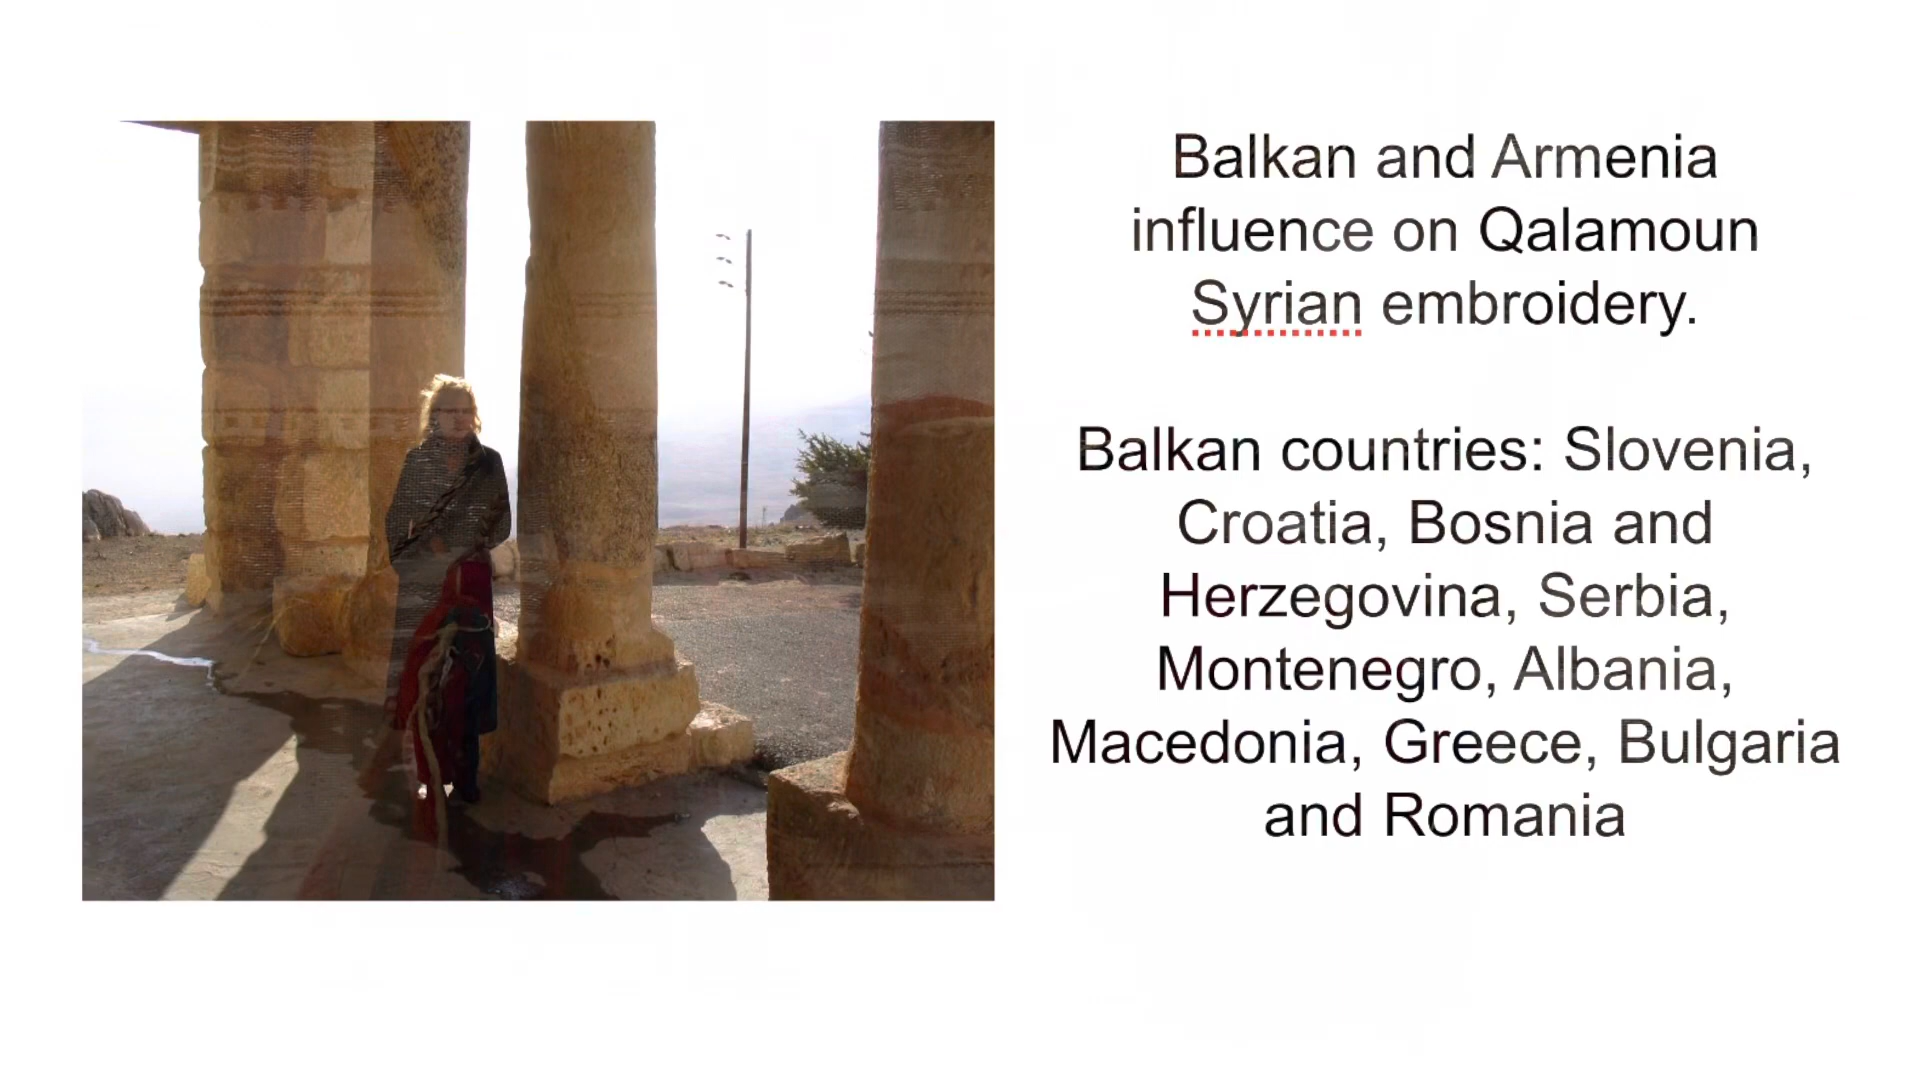 Balkan and Armenia
influence on Qalamoun
Syrian embroidery.
Balkan countries: Slovenia,
Croatia, Bosnia and
Herzegovina, Serbia,
Montenegro, Albania,
Macedonia, Greece, Bulgaria
and Romania